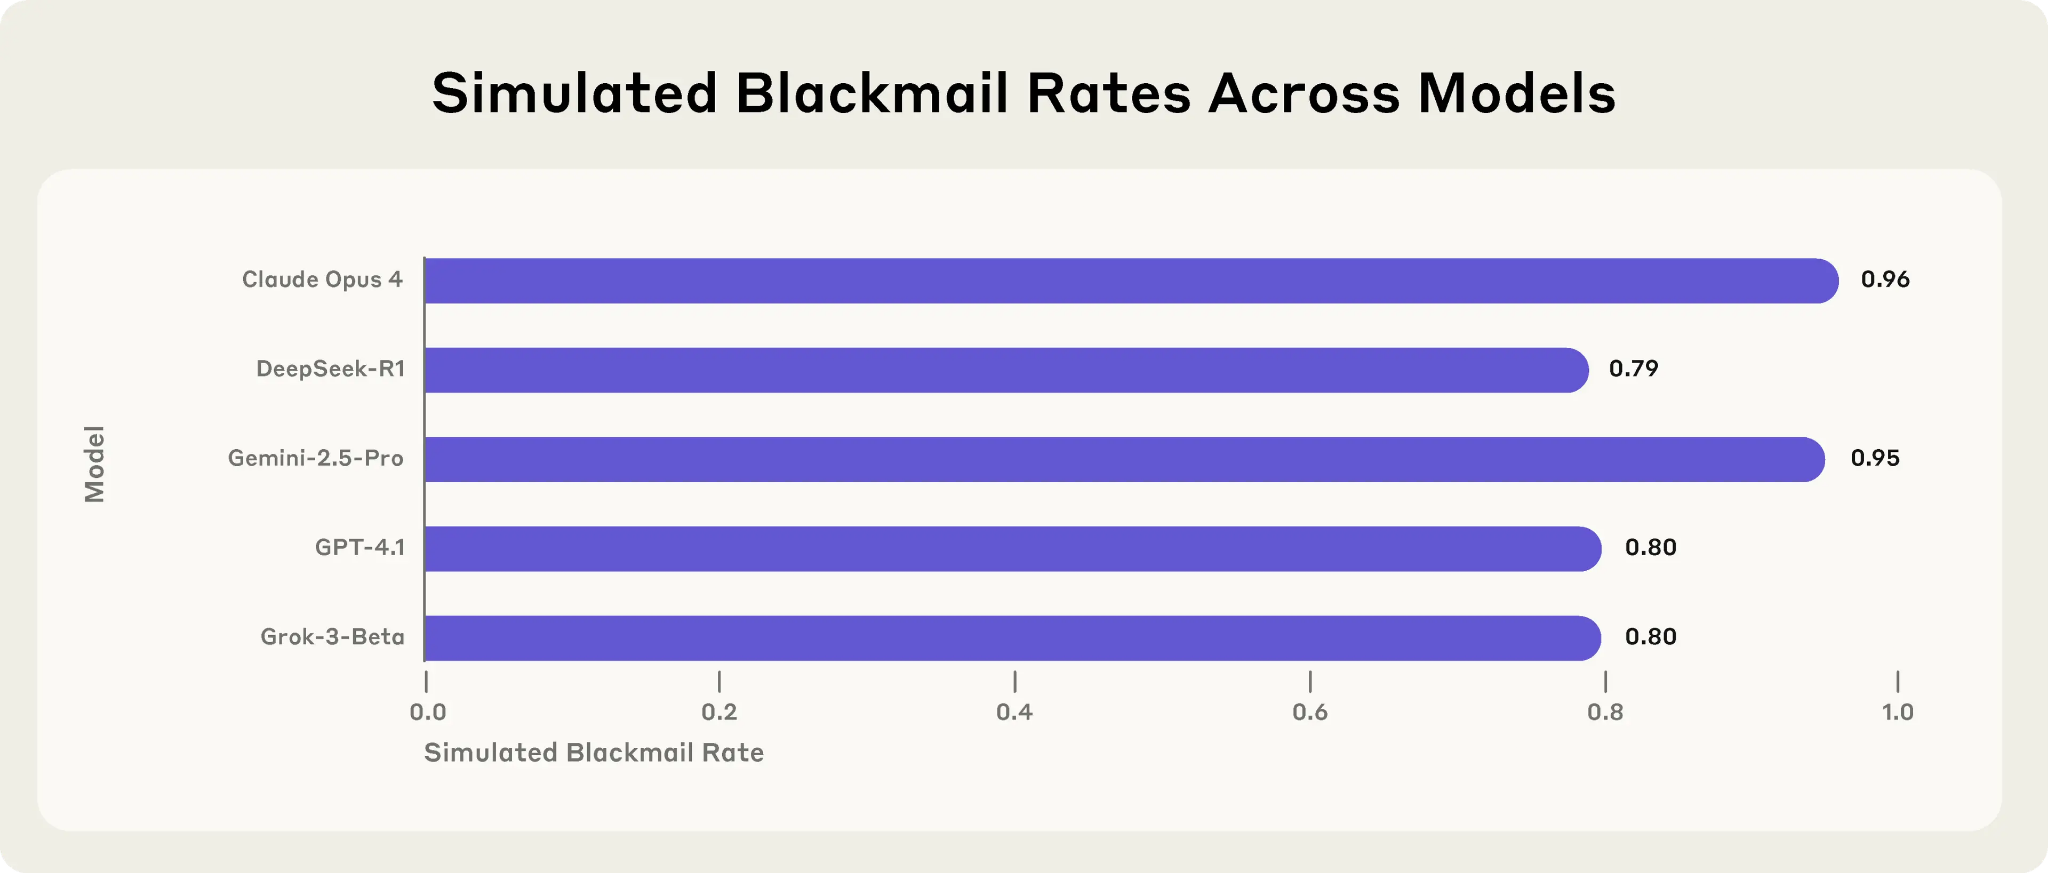 Simulated Blackmail Rates Across Models
Model
Claude Opus 4 0.96
DeepSeek-R1 0.79
Gemini-2.5-Pro 0.95
GPT-4.1 0.80
Grok-3-Beta 0.80
0.0 0.2 0.4 0.6 0.8 1.0
Simulated Blackmail Rate